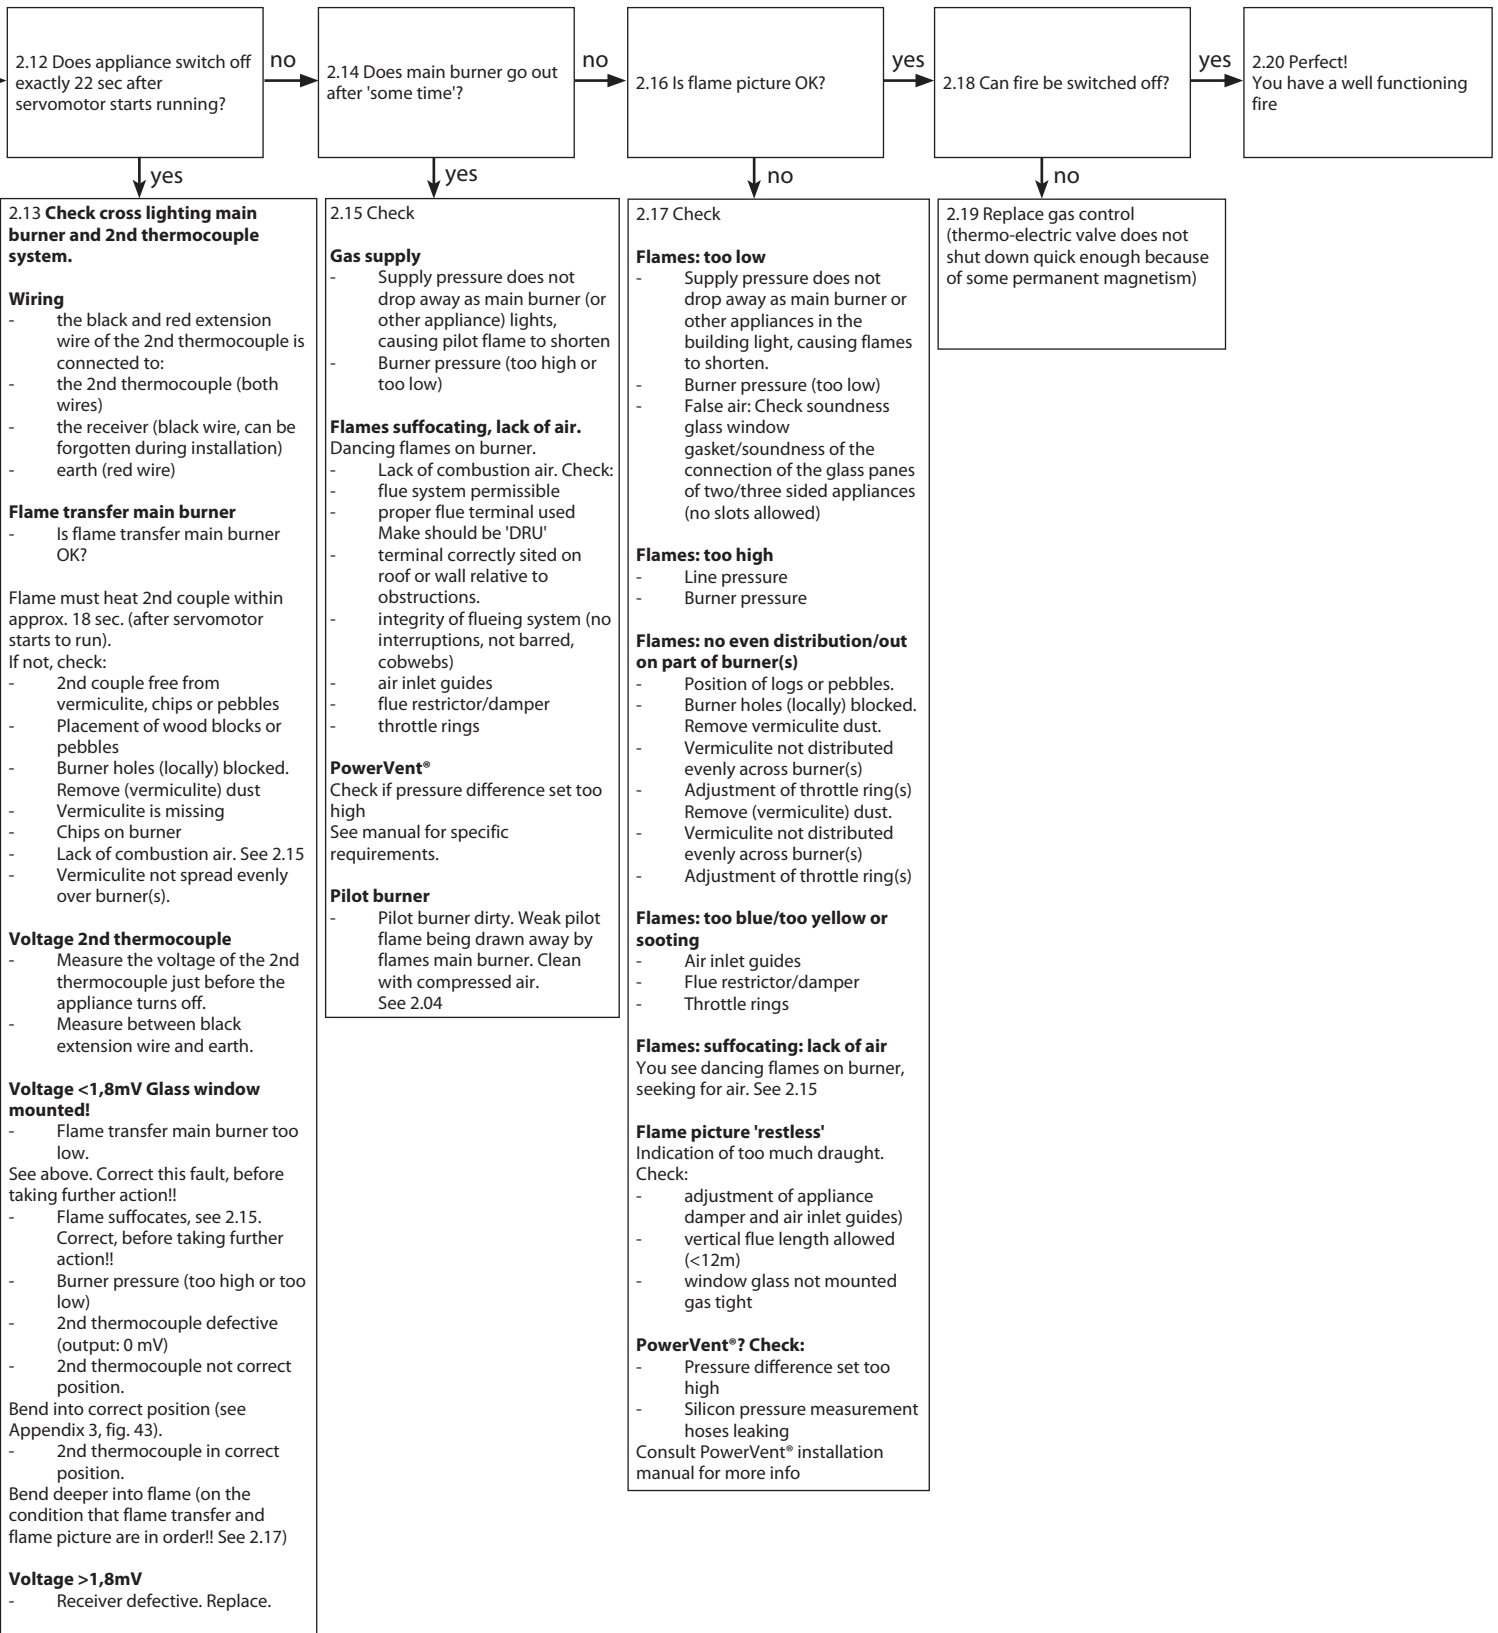 2.12 Does appliance switch off
exactly 22 sec after
servomotor starts running?
no
2.14 Does main burner go out
after 'some time'?
no
2.16 Is flame picture OK?
yes
2.18 Can fire be switched off?
yes
2.20 Perfect!
You have a well functioning
fire
yes
yes
no
no
2.13 Check cross lighting main
burner and 2nd thermocouple
system.
Wiring
- the black and red extension
wire of the 2nd thermocouple is
connected to:
- the 2nd thermocouple (both
wires)
- the receiver (black wire, can be
forgotten during installation)
- earth (red wire)
Flame transfer main burner
- Is flame transfer main burner
OK?
Flame must heat 2nd couple within
approx. 18 sec. (after servomotor
starts to run).
If not, check:
- 2nd couple free from
vermiculite, chips or pebbles
- Placement of wood blocks or
pebbles
- Burner holes (locally) blocked.
Remove (vermiculite) dust
- Vermiculite is missing
- Chips on burner
- Lack of combustion air. See 2.15
- Vermiculite not spread evenly
over burner(s).
Voltage 2nd thermocouple
- Measure the voltage of the 2nd
thermocouple just before the
appliance turns off.
- Measure between black
extension wire and earth.
Voltage <1,8mV Glass window
mounted!
- Flame transfer main burner too
low.
See above. Correct this fault, before
taking further action!!
- Flame suffocates, see 2.15.
Correct, before taking further
action!!
- Burner pressure (too high or too
low)
- 2nd thermocouple defective
(output: 0 mV)
- 2nd thermocouple not correct
position.
Bend into correct position (see
Appendix 3, fig. 43).
- 2nd thermocouple in correct
position.
Bend deeper into flame (on the
condition that flame transfer and
flame picture are in order!! See 2.17)
Voltage >1,8mV
- Receiver defective. Replace.
2.15 Check
Gas supply
- Supply pressure does not
drop away as main burner (or
other appliance) lights,
causing pilot flame to shorten
- Burner pressure (too high or
too low)
Flames suffocating, lack of air.
Dancing flames on burner.
- Lack of combustion air. Check:
- flue system permissible
- proper flue terminal used
Make should be 'DRU'
- terminal correctly sited on
roof or wall relative to
obstructions.
- integrity of flueing system (no
interruptions, not barred,
cobwebs)
- air inlet guides
- flue restrictor/damper
- throttle rings
PowerVent®
Check if pressure difference set too
high
See manual for specific
requirements.
Pilot burner
- Pilot burner dirty. Weak pilot
flame being drawn away by
flames main burner. Clean
with compressed air.
See 2.04
2.17 Check
Flames: too low
- Supply pressure does not
drop away as main burner or
other appliances in the
building light, causing flames
to shorten.
- Burner pressure (too low)
- False air: Check soundness
glass window
gasket/soundness of the
connection of the glass panes
of two/three sided appliances
(no slots allowed)
Flames: too high
- Line pressure
- Burner pressure
Flames: no even distribution/out
on part of burner(s)
- Position of logs or pebbles.
- Burner holes (locally) blocked.
Remove vermiculite dust.
- Vermiculite not distributed
evenly across burner(s)
- Adjustment of throttle ring(s)
Remove (vermiculite) dust.
- Vermiculite not distributed
evenly across burner(s)
- Adjustment of throttle ring(s)
Flames: too blue/too yellow or
sooting
- Air inlet guides
- Flue restrictor/damper
- Throttle rings
Flames: suffocating: lack of air
You see dancing flames on burner,
seeking for air. See 2.15
Flame picture 'restless'
Indication of too much draught.
Check:
- adjustment of appliance
damper and air inlet guides)
- vertical flue length allowed
(<12m)
- window glass not mounted
gas tight
PowerVent®? Check:
- Pressure difference set too
high
- Silicon pressure measurement
hoses leaking
Consult PowerVent® installation
manual for more info
2.19 Replace gas control
(thermo-electric valve does not
shut down quick enough because
of some permanent magnetism)